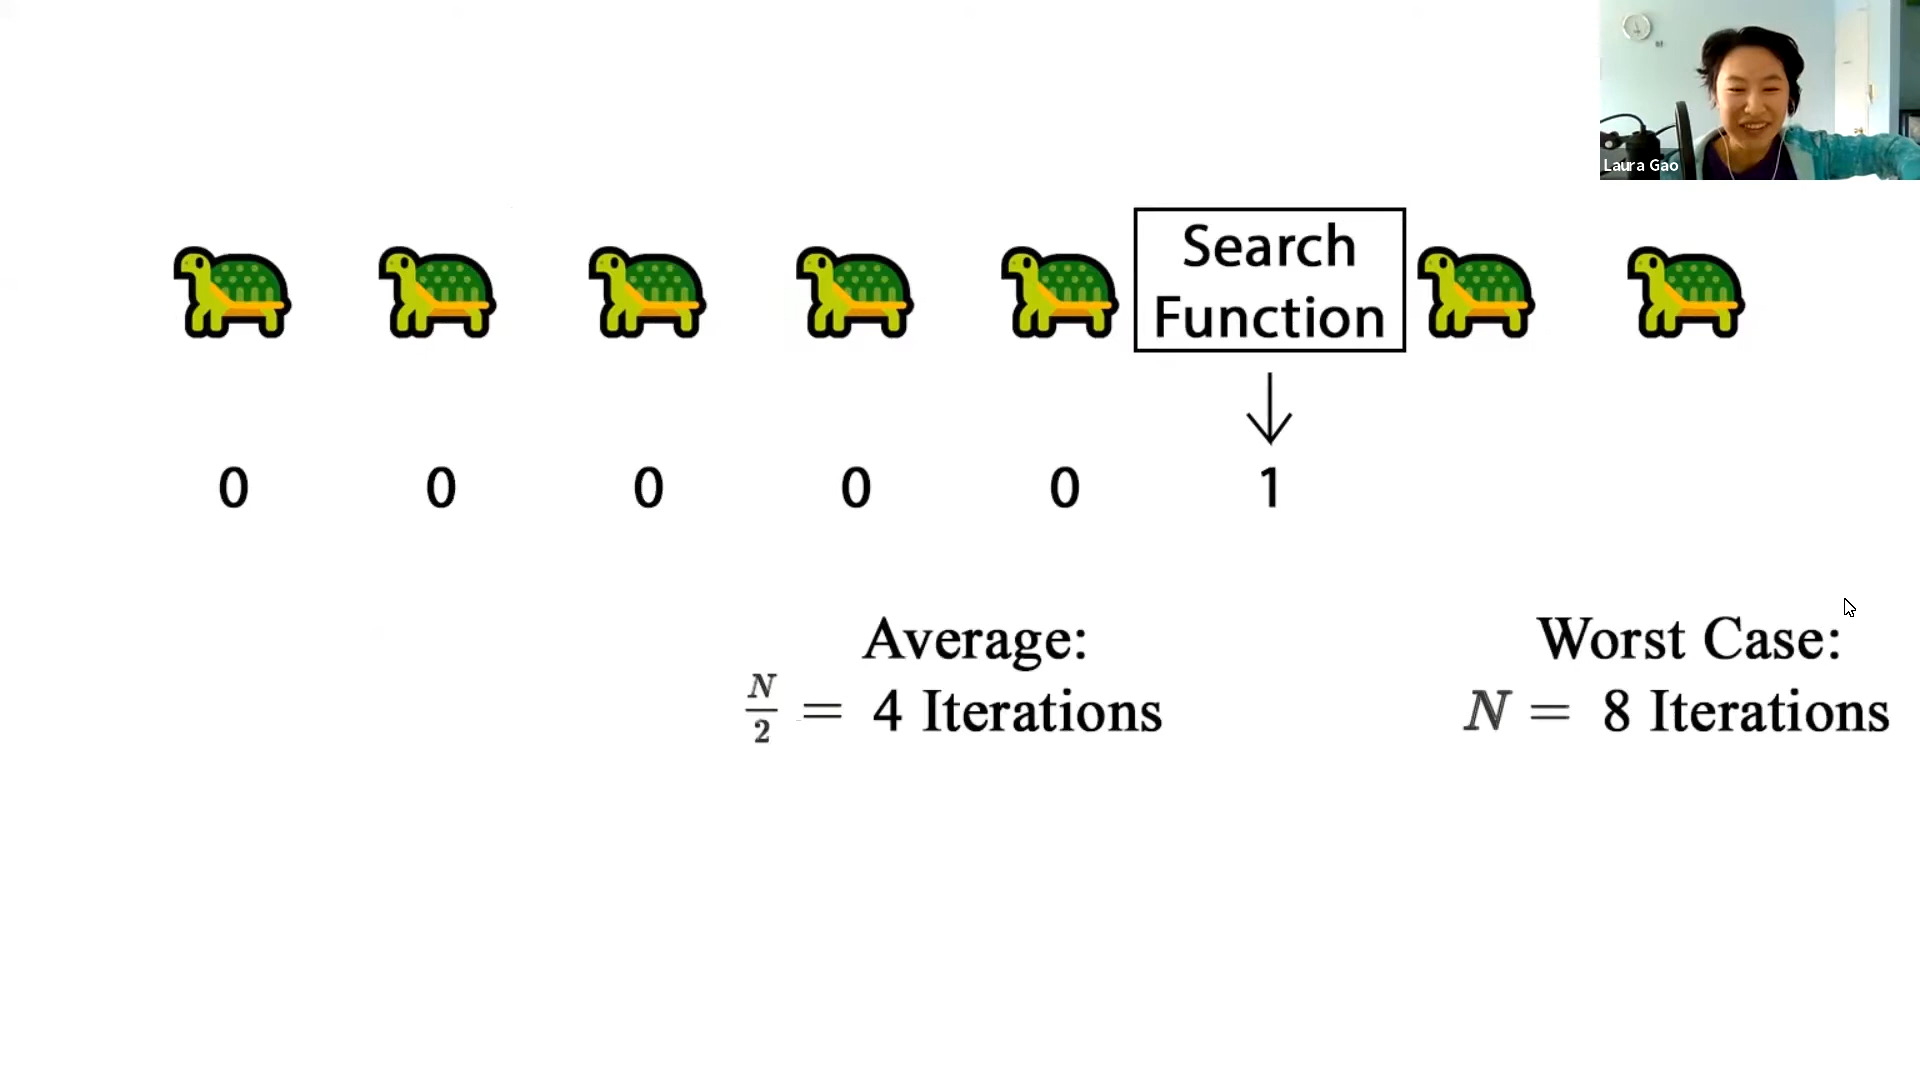 Laura Gao
Search
Function
0 0 0 0 0 1
Average:
N/2 = 4 Iterations
Worst Case:
N = 8 Iterations